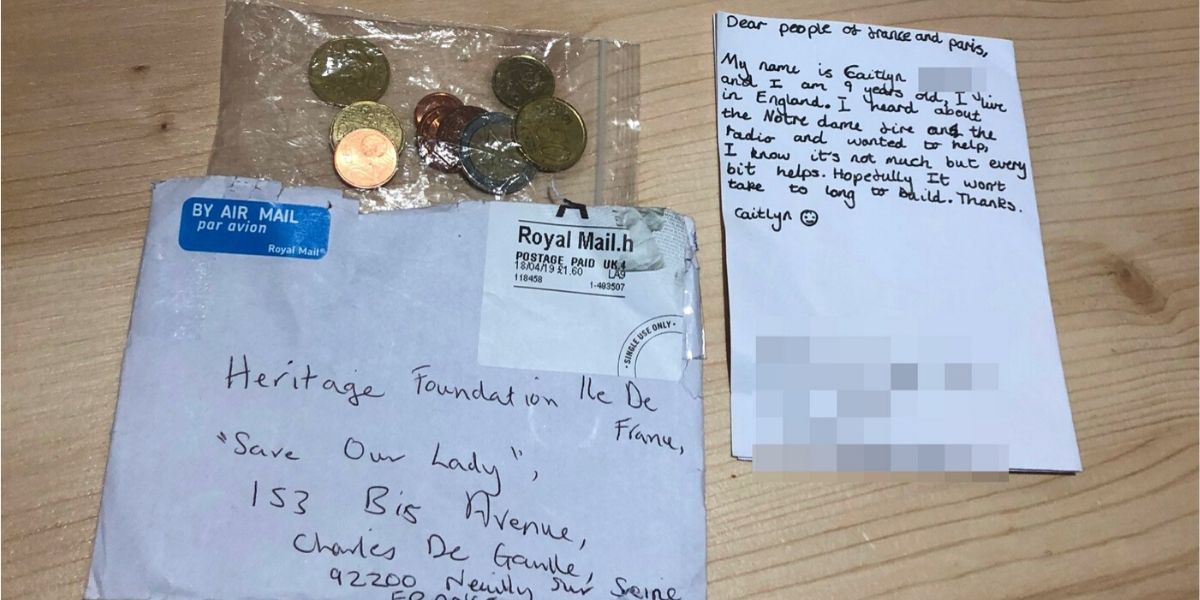 BY AIR MAIL
par avion
Royal Mail®
Royal Mail.h
POSTAGE PAID UK.4
18/04/19 £1.60 LA9
118458 1-403507
·SINGLE USE ONLY·
Heritage Foundation Ile De
France,
"Save Our Lady",
153 Bis Avenue,
Charles De Gaulle,
92200 Neuilly sur Seine
FRANCE
Dear people of france and paris,
My name is Caitlyn
and I am 9 years old, I live
in England. I heard about
the Notre dame fire and the
radio and wanted to help,
I know it's not much but every
bit helps. Hopefully It won't
take to long to build. Thanks.
Caitlyn ☺